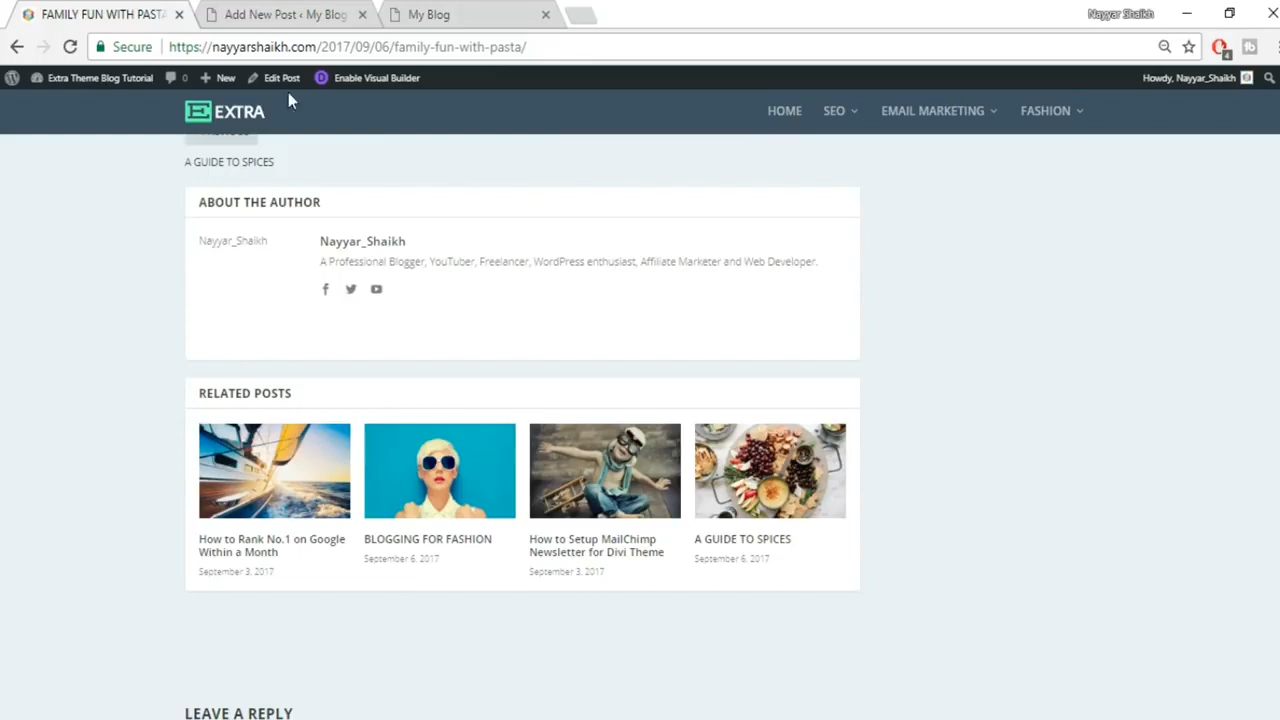 FAMILY FUN WITH PASTA
Add New Post ‹ My Blog
My Blog
Nayyar Shaikh
Secure
https://nayyarshaikh.com/2017/09/06/family-fun-with-pasta/
4
Extra Theme Blog Tutorial
0
New
Edit Post
Enable Visual Builder
Howdy, Nayyar_Shaikh
EXTRA
HOME
SEO
EMAIL MARKETING
FASHION
A GUIDE TO SPICES
ABOUT THE AUTHOR
Nayyar_Shaikh
Nayyar_Shaikh
A Professional Blogger, YouTuber, Freelancer, WordPress enthusiast, Affiliate Marketer and Web Developer.
RELATED POSTS
How to Rank No.1 on Google
Within a Month
September 3, 2017
BLOGGING FOR FASHION
September 6, 2017
How to Setup MailChimp
Newsletter for Divi Theme
September 3, 2017
A GUIDE TO SPICES
September 6, 2017
LEAVE A REPLY